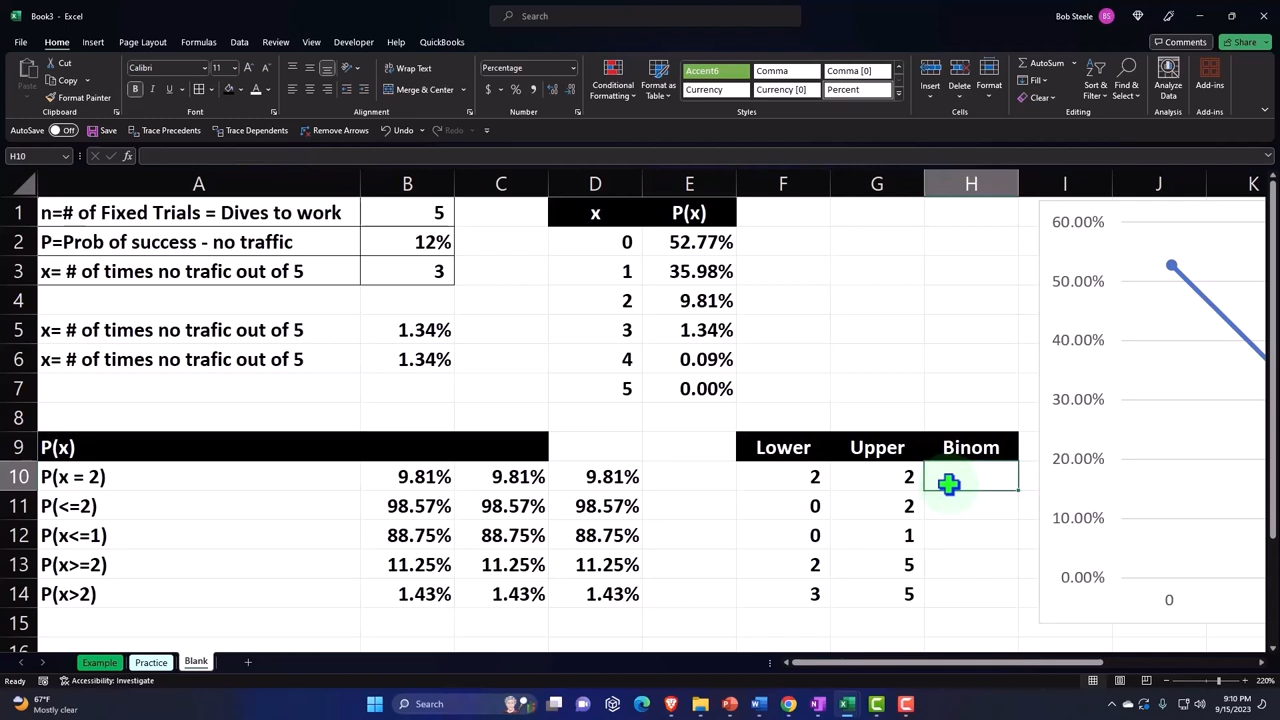 Book3 - Excel
Search
Bob Steele
BS
File
Home
Insert
Page Layout
Formulas
Data
Review
View
Developer
Help
QuickBooks
Comments
Share
Paste
Cut
Copy
Format Painter
Clipboard
Calibri
11
Font
Wrap Text
Merge & Center
Alignment
Percentage
Number
Conditional Formatting
Format as Table
Accent6
Comma
Comma [0]
Currency
Currency [0]
Percent
Styles
Insert
Delete
Format
Cells
AutoSum
Fill
Clear
Sort & Filter
Find & Select
Editing
Analyze Data
Analysis
Add-ins
Add-ins
AutoSave Off
Save
Trace Precedents
Trace Dependents
Remove Arrows
Undo
Redo
H10
fx
A B C D E F G H I J K
1 n=# of Fixed Trials = Dives to work 5 x P(x)
2 P=Prob of success - no traffic 12% 0 52.77%
3 x= # of times no trafic out of 5 3 1 35.98%
4 2 9.81%
5 x= # of times no trafic out of 5 1.34% 3 1.34%
6 x= # of times no trafic out of 5 1.34% 4 0.09%
7 5 0.00%
8
9 P(x) Lower Upper Binom
10 P(x = 2) 9.81% 9.81% 9.81% 2 2
11 P(<=2) 98.57% 98.57% 98.57% 0 2
12 P(x<=1) 88.75% 88.75% 88.75% 0 1
13 P(x>=2) 11.25% 11.25% 11.25% 2 5
14 P(x>2) 1.43% 1.43% 1.43% 3 5
15
16
60.00%
50.00%
40.00%
30.00%
20.00%
10.00%
0.00%
0
Example
Practice
Blank
Ready
Accessibility: Investigate
220%
67°F
Mostly clear
Search
9:10 PM
9/15/2023